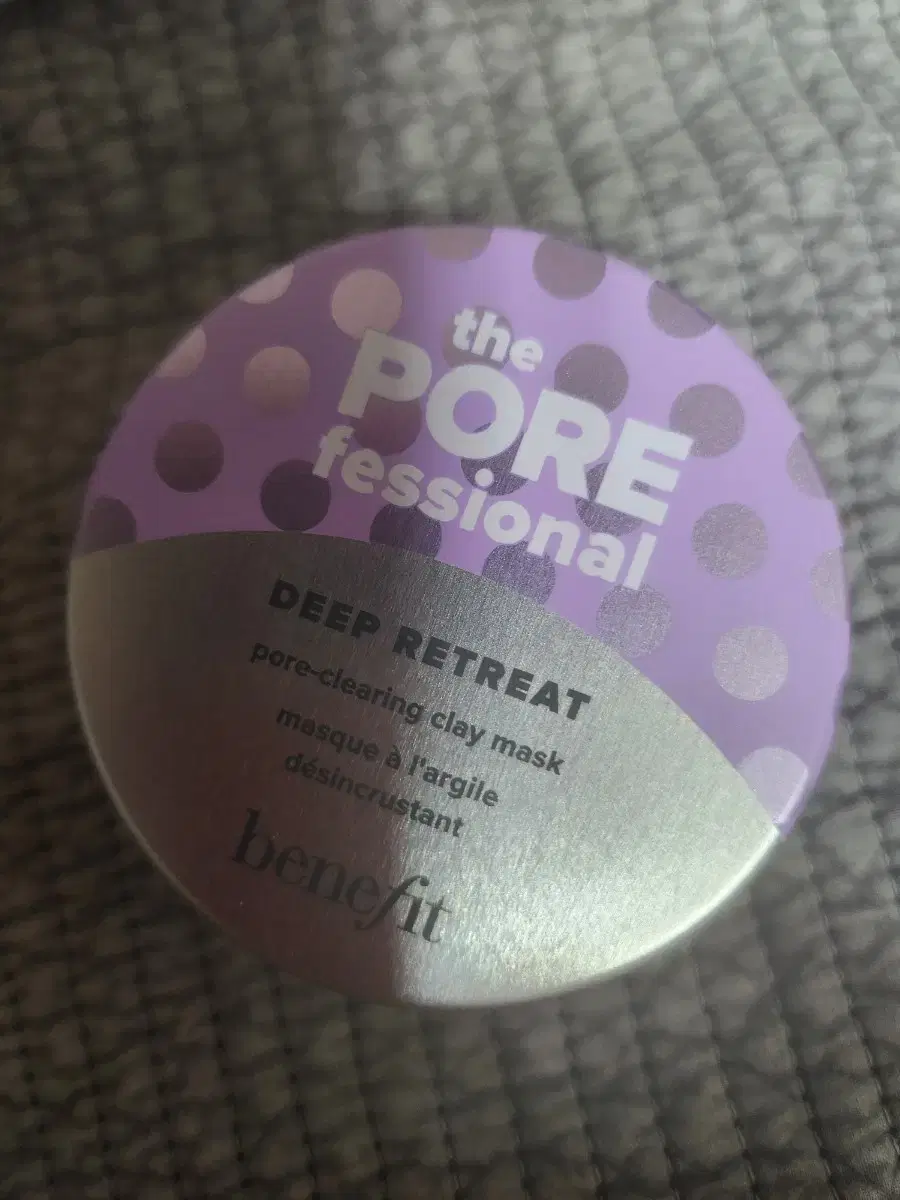 the
PORE
fessional
DEEP RETREAT
pore-clearing clay mask
masque à l'argile
désincrustant
benefit